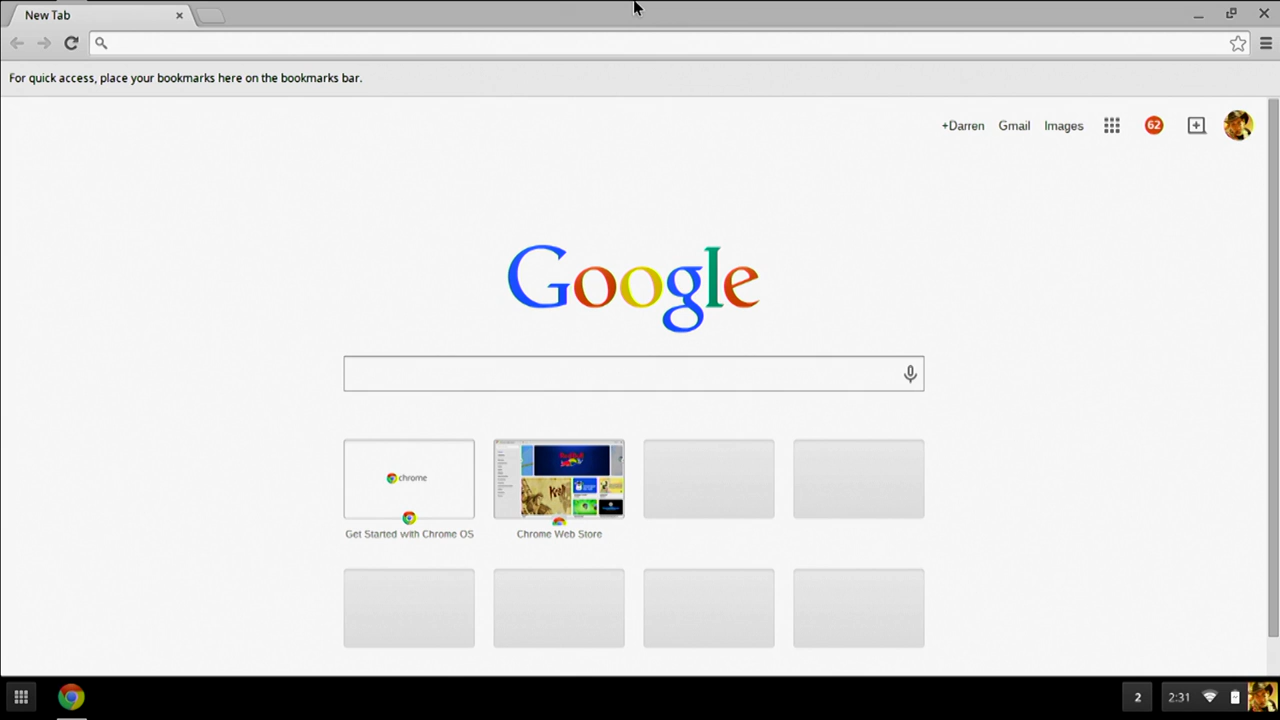 New Tab
For quick access, place your bookmarks here on the bookmarks bar.
+Darren Gmail Images 62
Google
chrome
Get Started with Chrome OS
Chrome Web Store
2 2:31